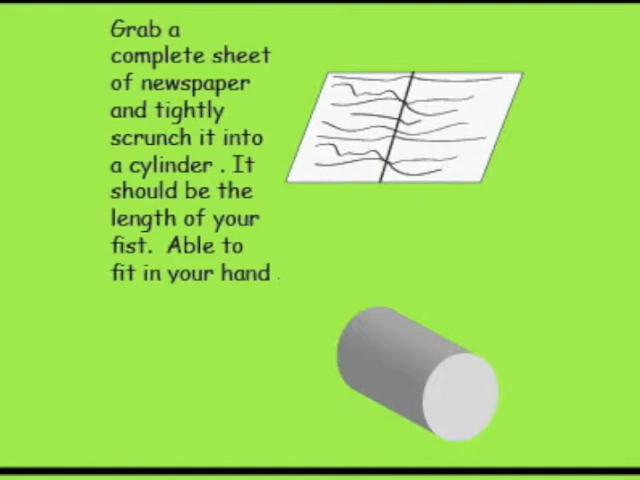 Grab a
complete sheet
of newspaper
and tightly
scrunch it into
a cylinder . It
should be the
length of your
fist.  Able to
fit in your hand .